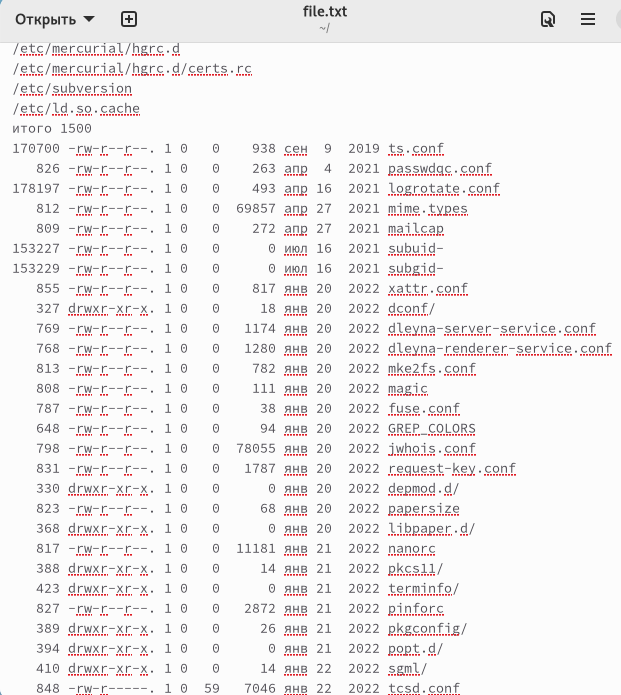 Открыть
file.txt
~/
/etc/mercurial/hgrc.d
/etc/mercurial/hgrc.d/certs.rc
/etc/subversion
/etc/ld.so.cache
итого 1500
170700 -rw-r--r--. 1 0 0 938 сен 9 2019 ts.conf
826 -rw-r--r--. 1 0 0 263 апр 4 2021 passwdqc.conf
178197 -rw-r--r--. 1 0 0 493 апр 16 2021 logrotate.conf
812 -rw-r--r--. 1 0 0 69857 апр 27 2021 mime.types
809 -rw-r--r--. 1 0 0 272 апр 27 2021 mailcap
153227 -rw-r--r--. 1 0 0 0 июл 16 2021 subuid-
153229 -rw-r--r--. 1 0 0 0 июл 16 2021 subgid-
855 -rw-r--r--. 1 0 0 817 янв 20 2022 xattr.conf
327 drwxr-xr-x. 1 0 0 18 янв 20 2022 dconf/
769 -rw-r--r--. 1 0 0 1174 янв 20 2022 dleyna-server-service.conf
768 -rw-r--r--. 1 0 0 1280 янв 20 2022 dleyna-renderer-service.conf
813 -rw-r--r--. 1 0 0 782 янв 20 2022 mke2fs.conf
808 -rw-r--r--. 1 0 0 111 янв 20 2022 magic
787 -rw-r--r--. 1 0 0 38 янв 20 2022 fuse.conf
648 -rw-r--r--. 1 0 0 94 янв 20 2022 GREP_COLORS
798 -rw-r--r--. 1 0 0 78055 янв 20 2022 jwhois.conf
831 -rw-r--r--. 1 0 0 1787 янв 20 2022 request-key.conf
330 drwxr-xr-x. 1 0 0 0 янв 20 2022 depmod.d/
823 -rw-r--r--. 1 0 0 68 янв 20 2022 papersize
368 drwxr-xr-x. 1 0 0 0 янв 20 2022 libpaper.d/
817 -rw-r--r--. 1 0 0 11181 янв 21 2022 nanorc
388 drwxr-xr-x. 1 0 0 14 янв 21 2022 pkcs11/
423 drwxr-xr-x. 1 0 0 0 янв 21 2022 terminfo/
827 -rw-r--r--. 1 0 0 2872 янв 21 2022 pinforc
389 drwxr-xr-x. 1 0 0 26 янв 21 2022 pkgconfig/
394 drwxr-xr-x. 1 0 0 0 янв 21 2022 popt.d/
410 drwxr-xr-x. 1 0 0 14 янв 22 2022 sgml/
848 -rw-r-----. 1 0 59 7046 янв 22 2022 tcsd.conf